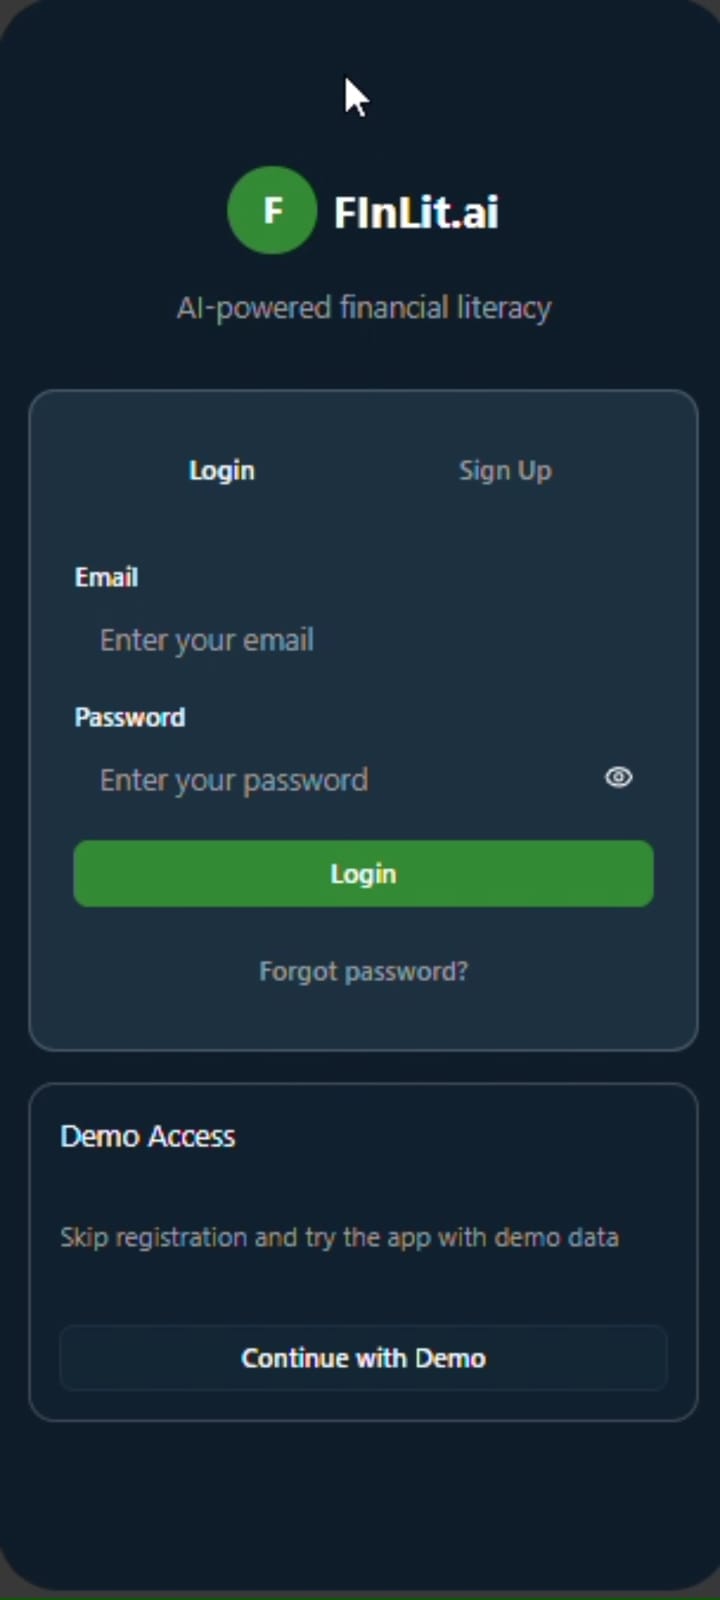 F FInLit.ai
AI-powered financial literacy
Login Sign Up
Email
Enter your email
Password
Enter your password
Login
Forgot password?
Demo Access
Skip registration and try the app with demo data
Continue with Demo